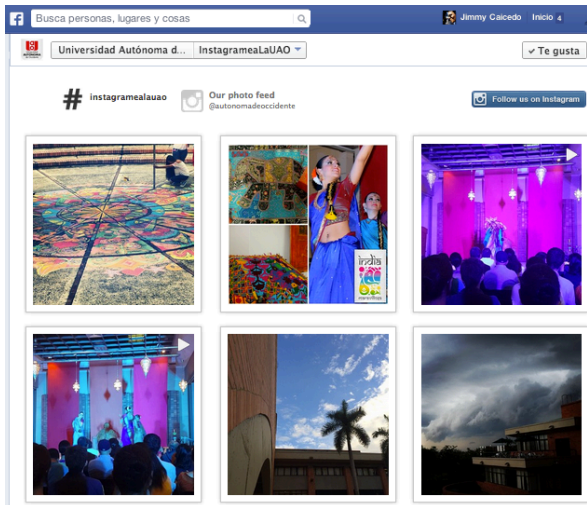 f Busca personas, lugares y cosas Jimmy Caicedo Inicio 4
Universidad Autónoma d... InstagrameaLaUAO Te gusta
# instagramealauao Our photo feed Follow us on Instagram
@autonomadeoccidente
india